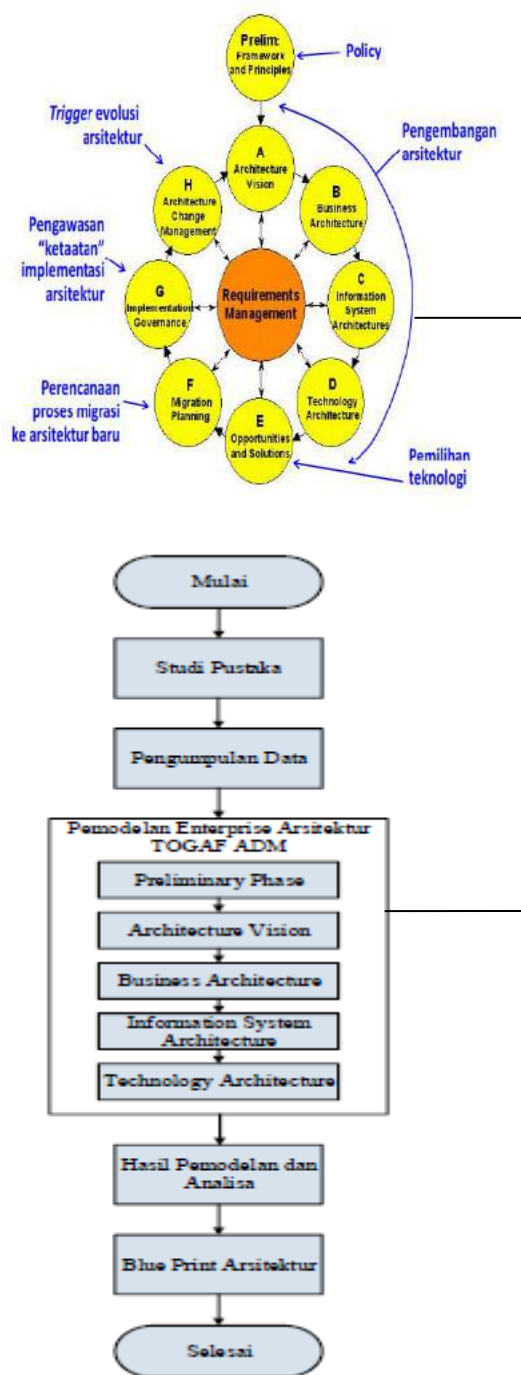 Prelim:
Framework
and Principles
Policy
Trigger evolusi
arsitektur
Pengembangan
arsitektur
A
Architecture
Vision
H
Architecture
Change
Management
B
Business
Architecture
Pengawasan
"ketaatan"
implementasi
arsitektur
G
Implementation
Governance
Requirements
Management
C
Information
System
Architectures
F
Migration
Planning
D
Technology
Architecture
Perencanaan
proses migrasi
ke arsitektur baru
E
Opportunities
and Solutions
Pemilihan
teknologi
Mulai
Studi Pustaka
Pengumpulan Data
Pemodelan Enterprise Arsitektur
TOGAF ADM
Preliminary Phase
Architecture Vision
Business Architecture
Information System
Architecture
Technology Architecture
Hasil Pemodelan dan
Analisa
Blue Print Arsitektur
Selesai